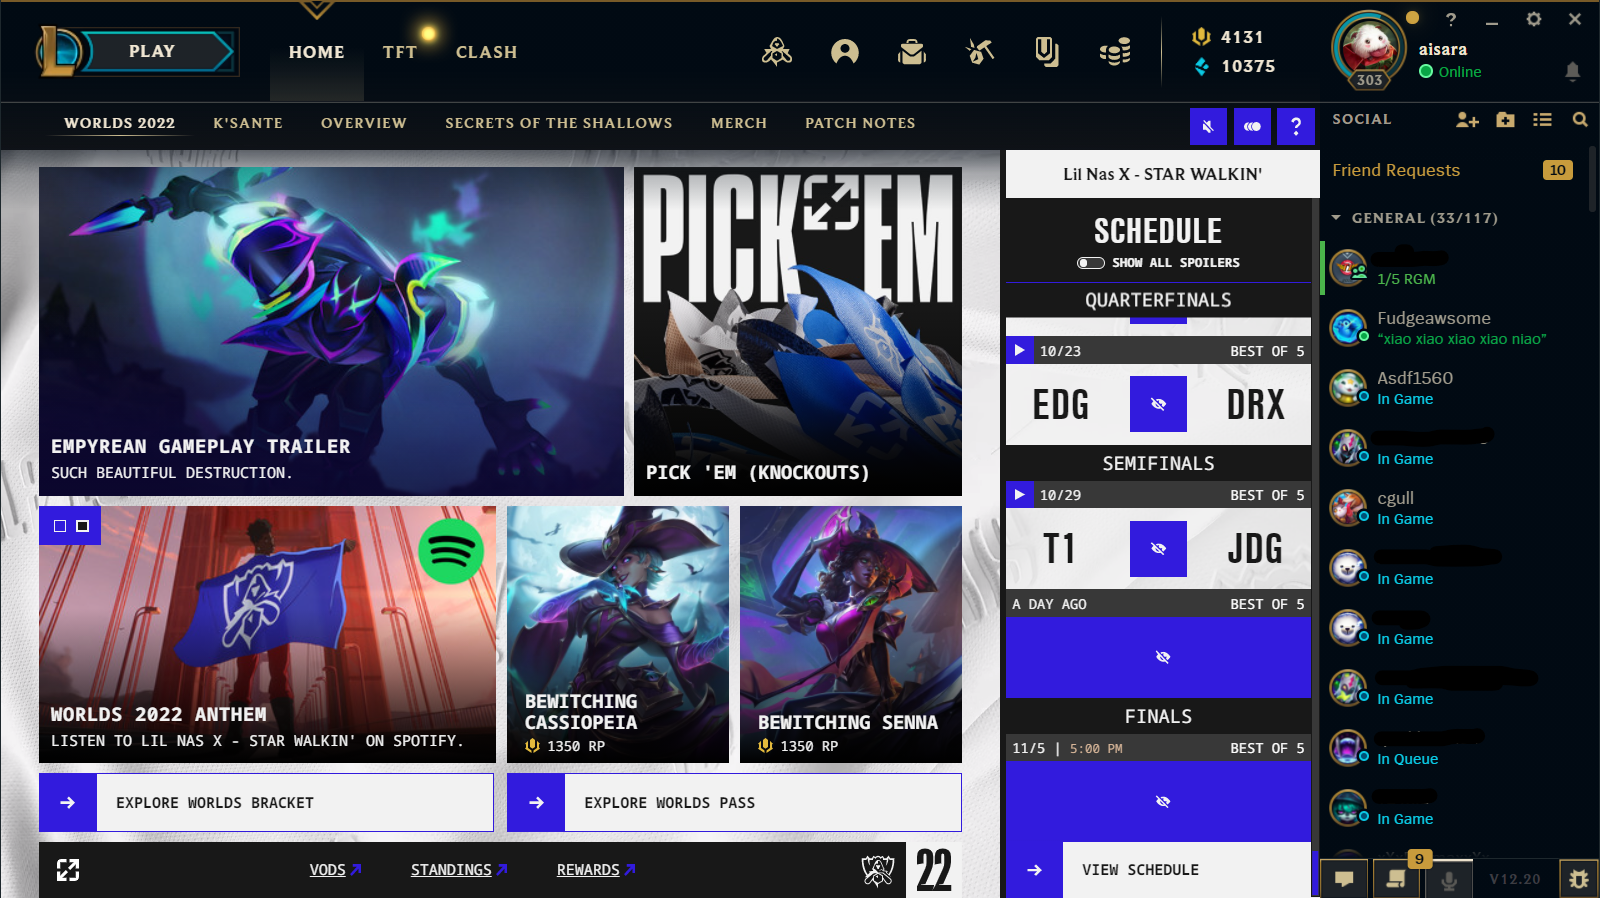 PLAY
HOME
TFT
CLASH
4131
10375
303
aisara
Online
WORLDS 2022
K'SANTE
OVERVIEW
SECRETS OF THE SHALLOWS
MERCH
PATCH NOTES
EMPYREAN GAMEPLAY TRAILER
SUCH BEAUTIFUL DESTRUCTION.
PICK'EM
PICK 'EM (KNOCKOUTS)
WORLDS 2022 ANTHEM
LISTEN TO LIL NAS X - STAR WALKIN' ON SPOTIFY.
BEWITCHING
CASSIOPEIA
1350 RP
BEWITCHING SENNA
1350 RP
EXPLORE WORLDS BRACKET
EXPLORE WORLDS PASS
VODS
STANDINGS
REWARDS
22
Lil Nas X - STAR WALKIN'
SCHEDULE
SHOW ALL SPOILERS
QUARTERFINALS
10/23
BEST OF 5
EDG
DRX
SEMIFINALS
10/29
BEST OF 5
T1
JDG
A DAY AGO
BEST OF 5
FINALS
11/5 | 5:00 PM
BEST OF 5
VIEW SCHEDULE
SOCIAL
Friend Requests
10
GENERAL (33/117)
1/5 RGM
Fudgeawsome
“xiao xiao xiao xiao niao”
Asdf1560
In Game
In Game
cgull
In Game
In Game
In Game
In Game
In Queue
In Game
9
V12.20